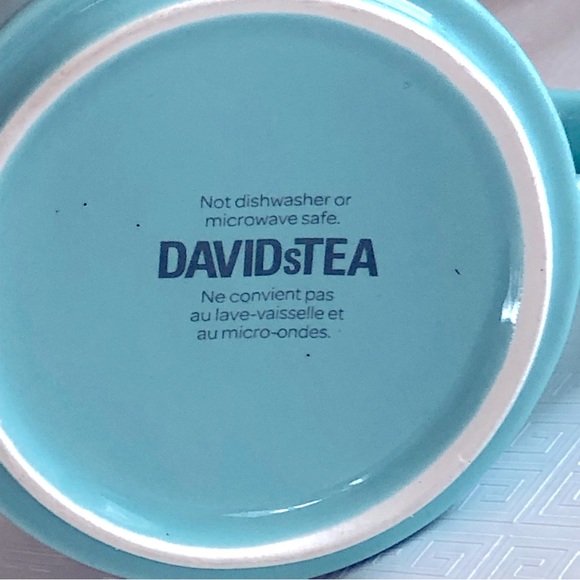 Not dishwasher or
microwave safe.
DAVIDsTEA
Ne convient pas
au lave-vaisselle et
au micro-ondes.